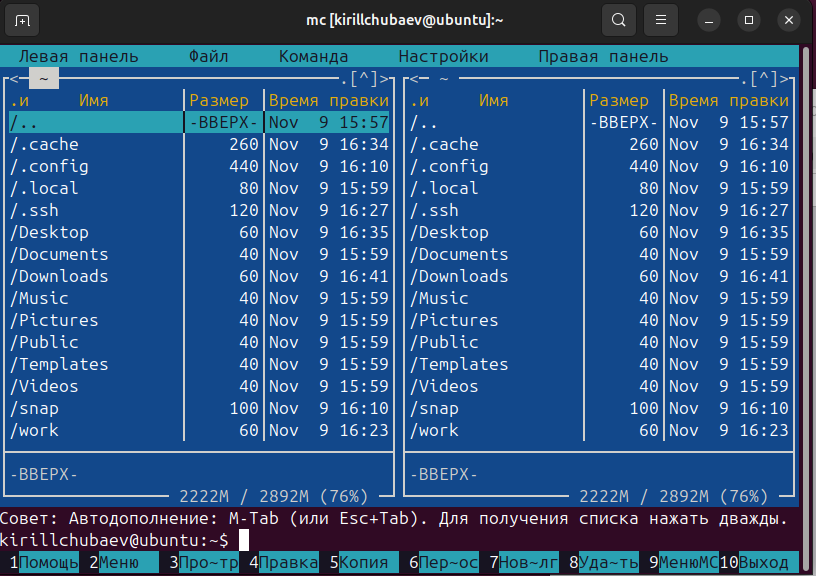 mc [kirillchubaev@ubuntu]:~
Левая панель Файл Команда Настройки Правая панель
<─ ~ .[^]> <─ ~ .[^]>
.и Имя Размер Время правки .и Имя Размер Время правки
/.. -ВВЕРХ- Nov 9 15:57 /.. -ВВЕРХ- Nov 9 15:57
/.cache 260 Nov 9 16:34 /.cache 260 Nov 9 16:34
/.config 440 Nov 9 16:10 /.config 440 Nov 9 16:10
/.local 80 Nov 9 15:59 /.local 80 Nov 9 15:59
/.ssh 120 Nov 9 16:27 /.ssh 120 Nov 9 16:27
/Desktop 60 Nov 9 16:35 /Desktop 60 Nov 9 16:35
/Documents 40 Nov 9 15:59 /Documents 40 Nov 9 15:59
/Downloads 60 Nov 9 16:41 /Downloads 60 Nov 9 16:41
/Music 40 Nov 9 15:59 /Music 40 Nov 9 15:59
/Pictures 40 Nov 9 15:59 /Pictures 40 Nov 9 15:59
/Public 40 Nov 9 15:59 /Public 40 Nov 9 15:59
/Templates 40 Nov 9 15:59 /Templates 40 Nov 9 15:59
/Videos 40 Nov 9 15:59 /Videos 40 Nov 9 15:59
/snap 100 Nov 9 16:10 /snap 100 Nov 9 16:10
/work 60 Nov 9 16:23 /work 60 Nov 9 16:23
-ВВЕРХ- -ВВЕРХ-
2222M / 2892M (76%) 2222M / 2892M (76%)
Совет: Автодополнение: M-Tab (или Esc+Tab). Для получения списка нажать дважды.
kirillchubaev@ubuntu:~$
1Помощь 2Меню 3Про~тр 4Правка 5Копия 6Пер~ос 7Нов~лг 8Уда~ть 9МенюMC 10Выход